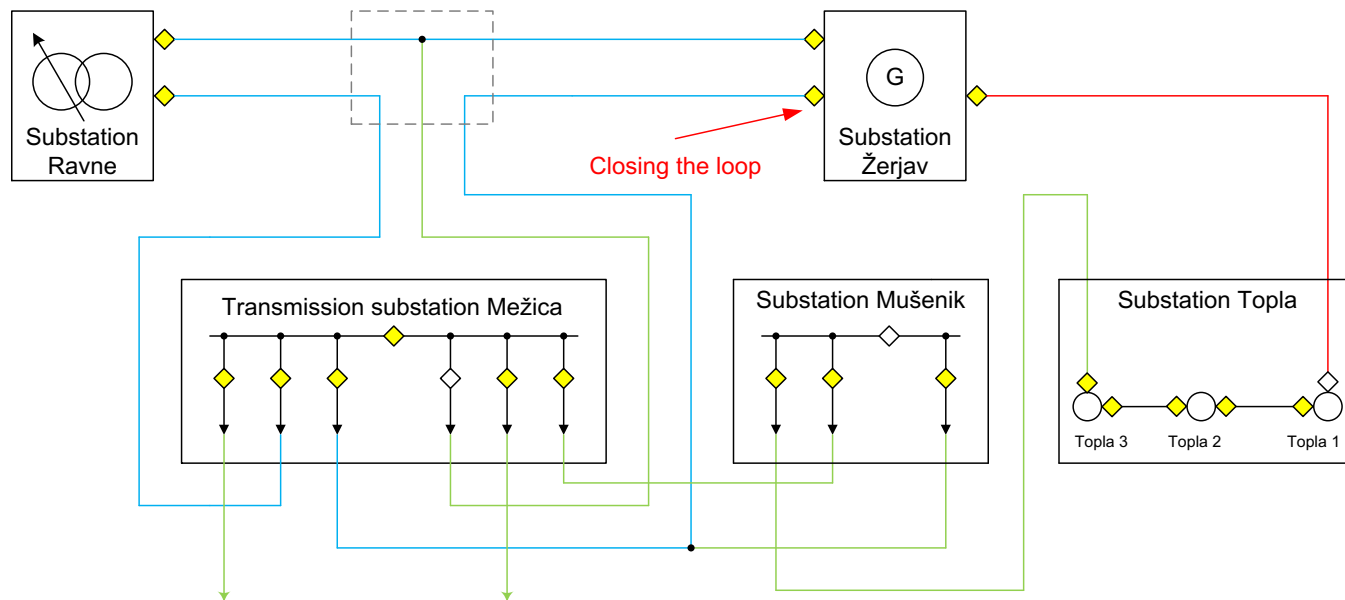 G
Substation
Ravne
Substation
Žerjav
Closing the loop
Transmission substation Mežica
Substation Mušenik
Substation Topla
Topla 3
Topla 2
Topla 1